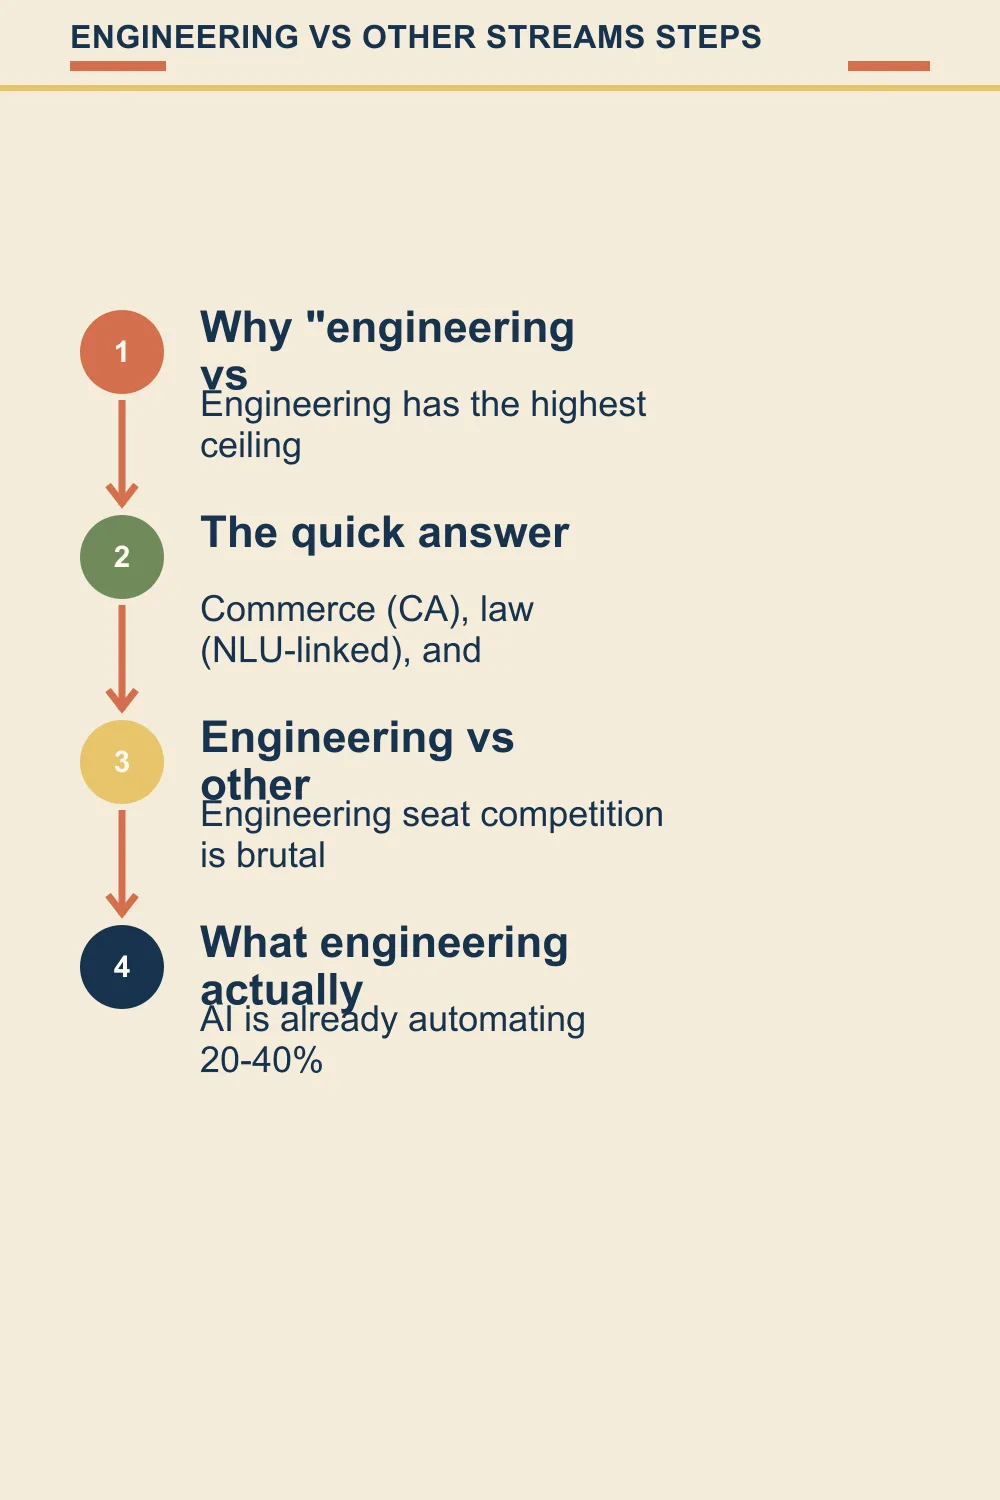 ENGINEERING VS OTHER STREAMS STEPS
1
Why "engineering
vs
Engineering has the highest
ceiling
2
The quick answer
Commerce (CA), law
(NLU-linked), and
3
Engineering vs
other
Engineering seat competition
is brutal
4
What engineering
actually
AI is already automating
20-40%